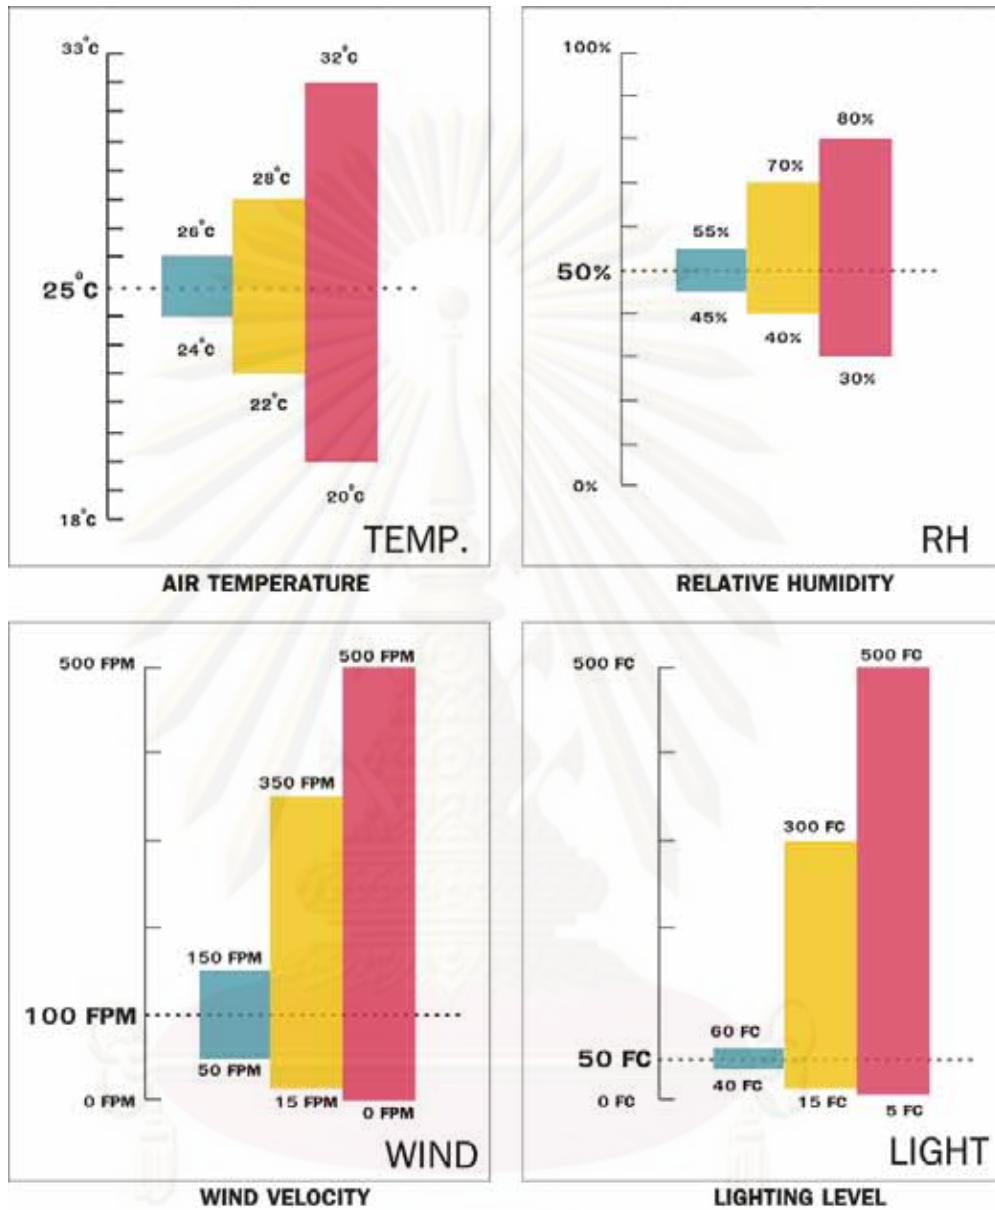 33°C
32°C
28°C
26°C
25°C
24°C
22°C
20°C
18°C
TEMP.
AIR TEMPERATURE
100%
80%
70%
55%
50%
45%
40%
30%
0%
RH
RELATIVE HUMIDITY
500 FPM
500 FPM
350 FPM
150 FPM
100 FPM
50 FPM
15 FPM
0 FPM
0 FPM
WIND
WIND VELOCITY
500 FC
500 FC
300 FC
60 FC
50 FC
40 FC
15 FC
0 FC
5 FC
LIGHT
LIGHTING LEVEL